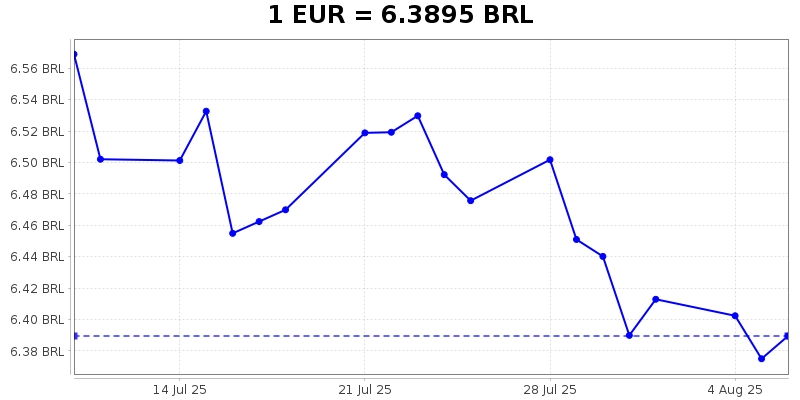 1 EUR = 6.3895 BRL
6.56 BRL
6.54 BRL
6.52 BRL
6.50 BRL
6.48 BRL
6.46 BRL
6.44 BRL
6.42 BRL
6.40 BRL
6.38 BRL
14 Jul 25
21 Jul 25
28 Jul 25
4 Aug 25